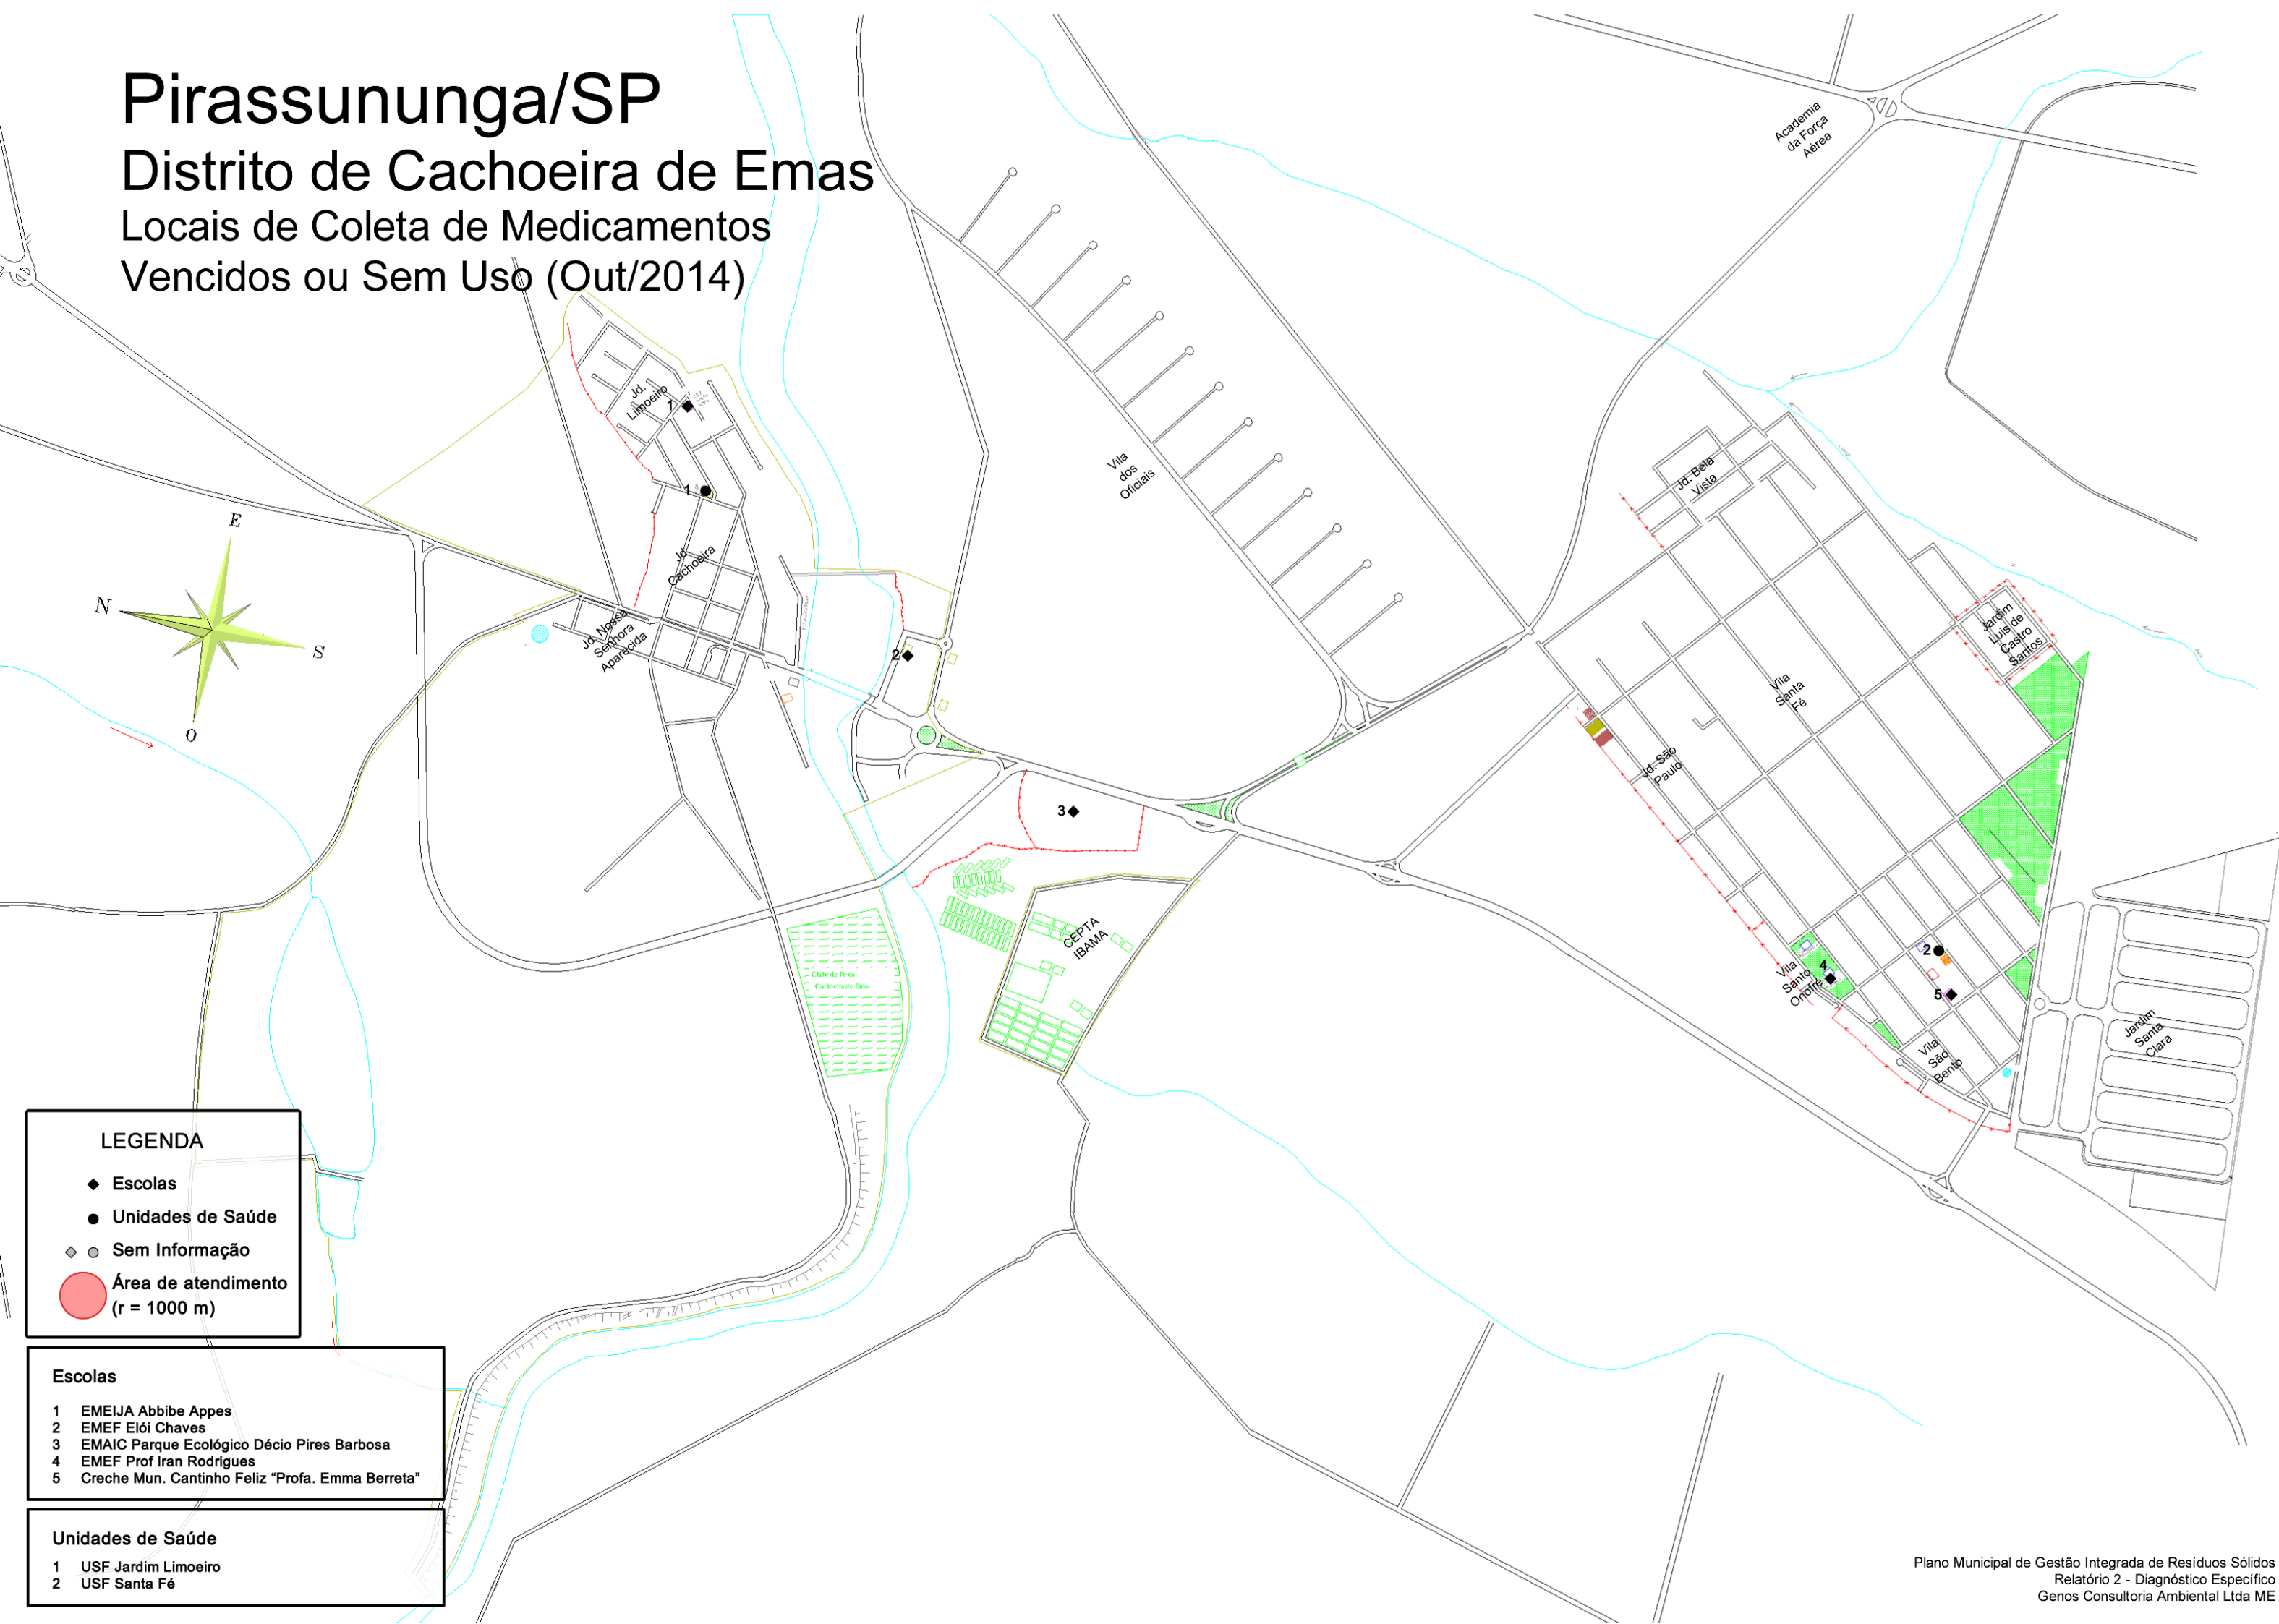 Pirassununga/SP
Distrito de Cachoeira de Emas
Locais de Coleta de Medicamentos
Vencidos ou Sem Uso (Out/2014)
Academia
da Força
Aérea
Jd.
Limoeiro
1
1
Vila
dos
Oficiais
Jd. Bela
Vista
E
N
S
O
Jd.
Cachoeira
Jd. Nossa
Senhora
Aparecida
2
Jardim
Luis de
Castro
Santos
Vila
Santa
Fé
Jd. São
Paulo
3
CEPTA
IBAMA
Clube de Pesca
Cachoeira de Emas
4
2
5
Vila
Santo
Onofre
Vila
São
Bento
Jardim
Santa
Clara
LEGENDA
Escolas
Unidades de Saúde
Sem Informação
Área de atendimento
(r = 1000 m)
Escolas
1 EMEIJA Abbibe Appes
2 EMEF Elói Chaves
3 EMAIC Parque Ecológico Décio Pires Barbosa
4 EMEF Prof Iran Rodrigues
5 Creche Mun. Cantinho Feliz “Profa. Emma Berreta”
Unidades de Saúde
1 USF Jardim Limoeiro
2 USF Santa Fé
Plano Municipal de Gestão Integrada de Resíduos Sólidos
Relatório 2 - Diagnóstico Específico
Genos Consultoria Ambiental Ltda ME